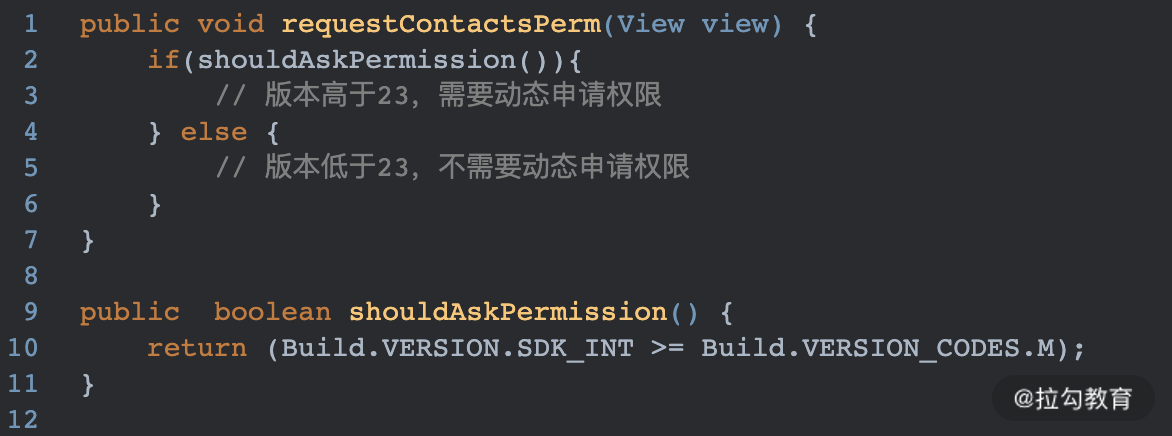 1 public void requestContactsPerm(View view) {
2 if(shouldAskPermission()){
3 // 版本高于23，需要动态申请权限
4 } else {
5 // 版本低于23，不需要动态申请权限
6 }
7 }
8
9 public  boolean shouldAskPermission() {
10 return (Build.VERSION.SDK_INT >= Build.VERSION_CODES.M);
11 }
12
@拉勾教育